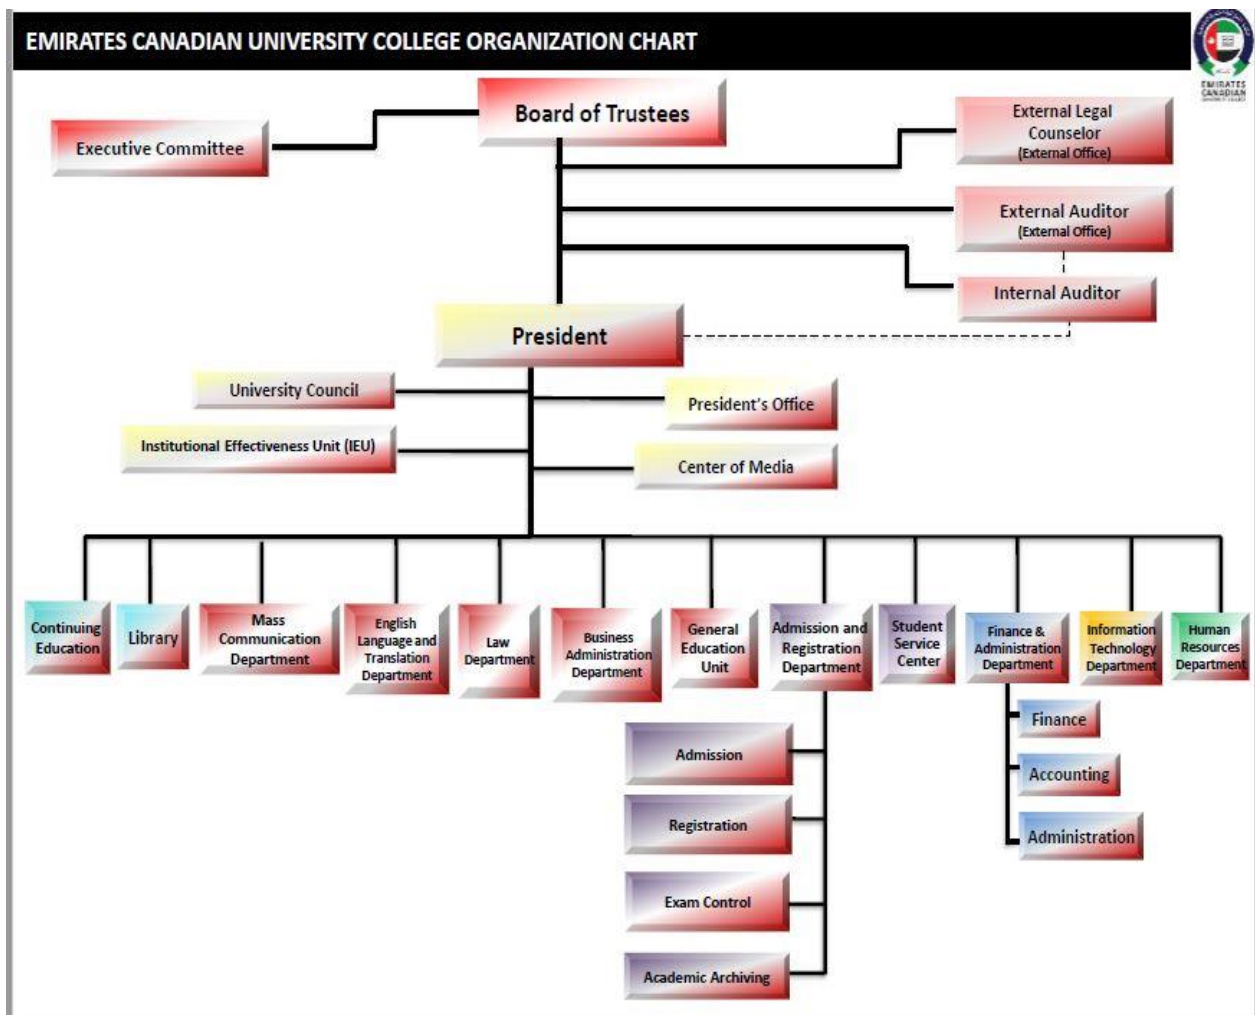 EMIRATES CANADIAN UNIVERSITY COLLEGE ORGANIZATION CHART
EMIRATES
CANADIAN
Board of Trustees
Executive Committee
External Legal
Counselor
(External Office)
External Auditor
(External Office)
Internal Auditor
President
University Council
President's Office
Institutional Effectiveness Unit (IEU)
Center of Media
Continuing
Education
Library
Mass
Communication
Department
English
Language and
Translation
Department
Law
Department
Business
Administration
Department
General
Education
Unit
Admission and
Registration
Department
Student
Service
Center
Finance &
Administration
Department
Information
Technology
Department
Human
Resources
Department
Admission
Registration
Exam Control
Academic Archiving
Finance
Accounting
Administration